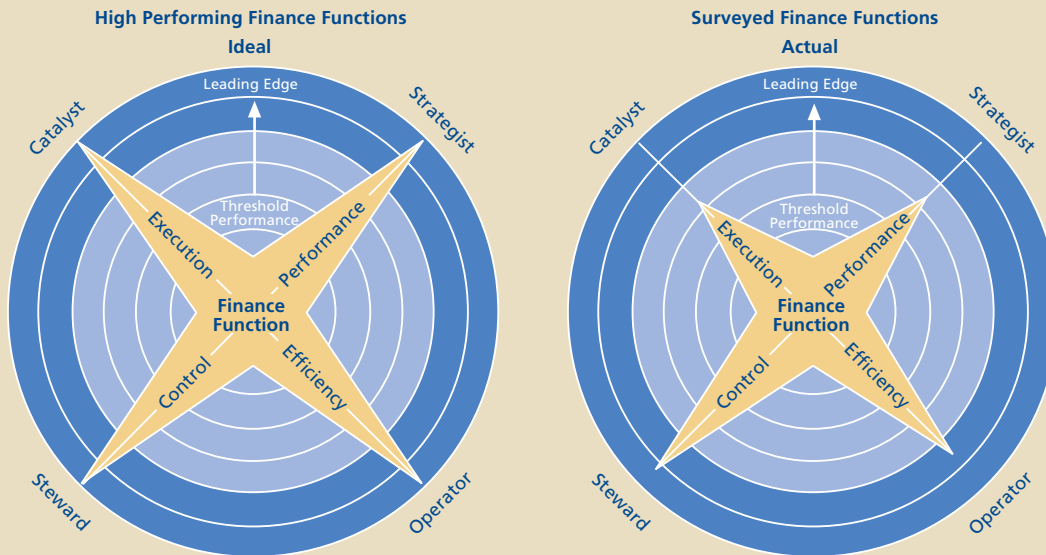 High Performing Finance Functions
Ideal
Leading Edge
Catalyst
Strategist
Threshold
Performance
Execution
Performance
Finance
Function
Control
Efficiency
Steward
Operator
Surveyed Finance Functions
Actual
Leading Edge
Catalyst
Strategist
Threshold
Performance
Execution
Performance
Finance
Function
Control
Efficiency
Steward
Operator